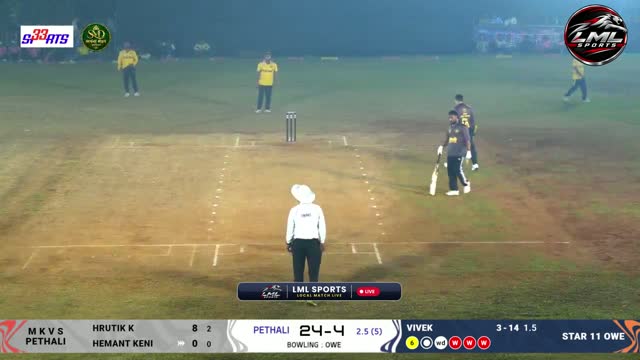 S33RTS
LML
SPORTS
LML SPORTS
LOCAL MATCH LIVE
LIVE
M K V S
PETHALI
HRUTIK K 8 2
HEMANT KENI 0 0
PETHALI 24-4 2.5 (5)
BOWLING : OWE
VIVEK 3 - 14 1.5
6 wd W W W
STAR 11 OWE